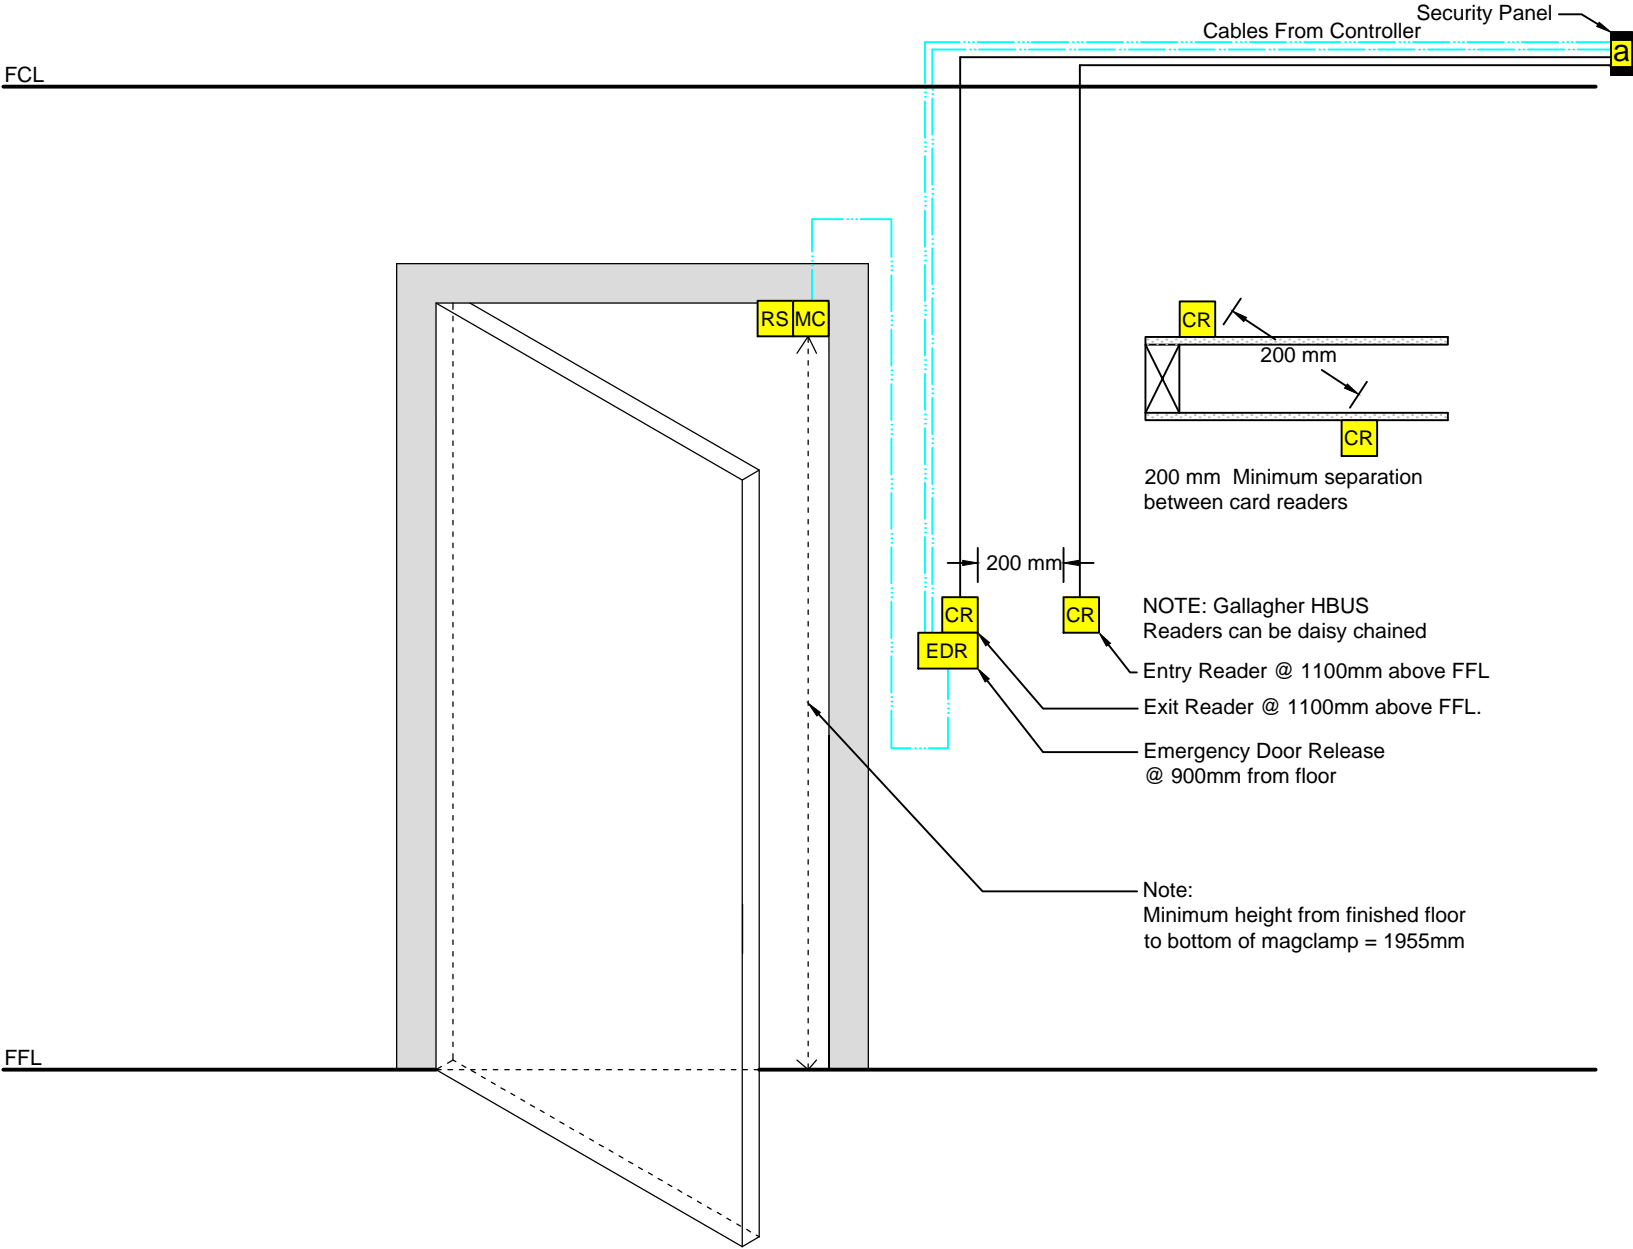 Security Panel
Cables From Controller
a
FCL
RS MC
CR
200 mm
CR
200 mm  Minimum separation
between card readers
200 mm
CR
CR
EDR
NOTE: Gallagher HBUS
Readers can be daisy chained
Entry Reader @ 1100mm above FFL
Exit Reader @ 1100mm above FFL.
Emergency Door Release
@ 900mm from floor
Note:
Minimum height from finished floor
to bottom of magclamp = 1955mm
FFL